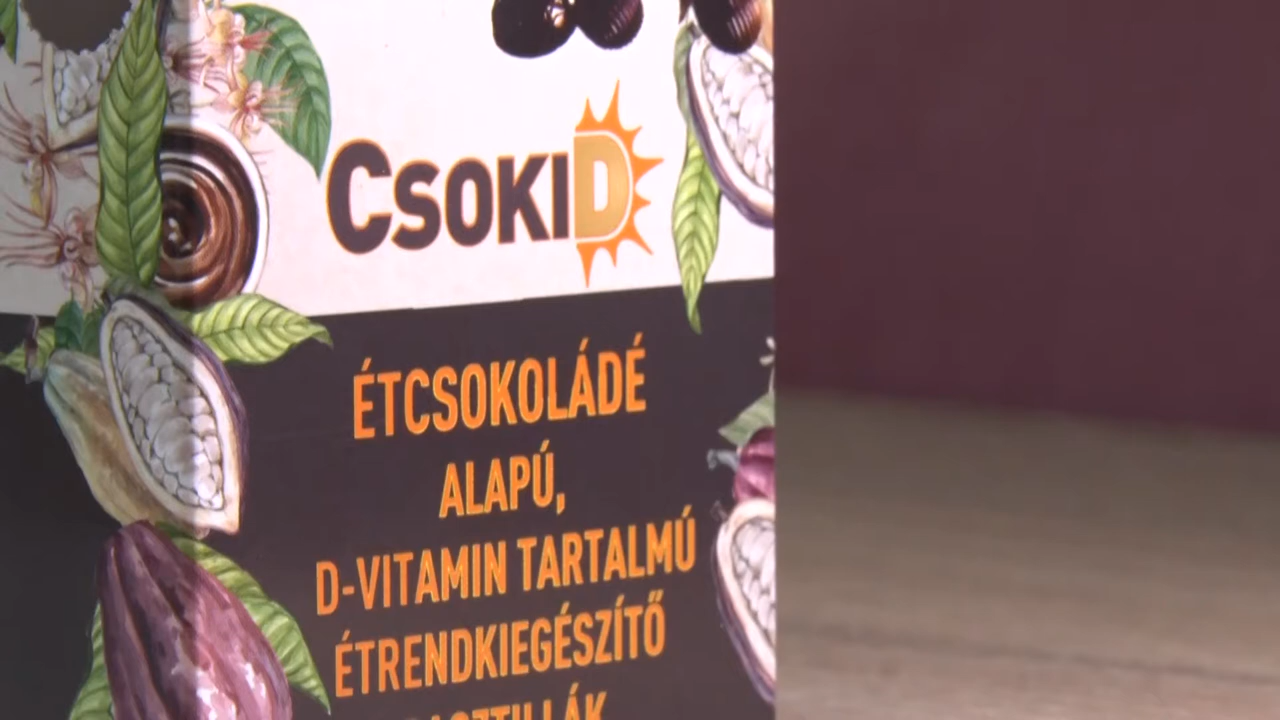 CSOKID
ÉTCSOKOLÁDÉ
ALAPÚ,
D-VITAMIN TARTALMÚ
ÉTRENDKIEGÉSZÍTŐ